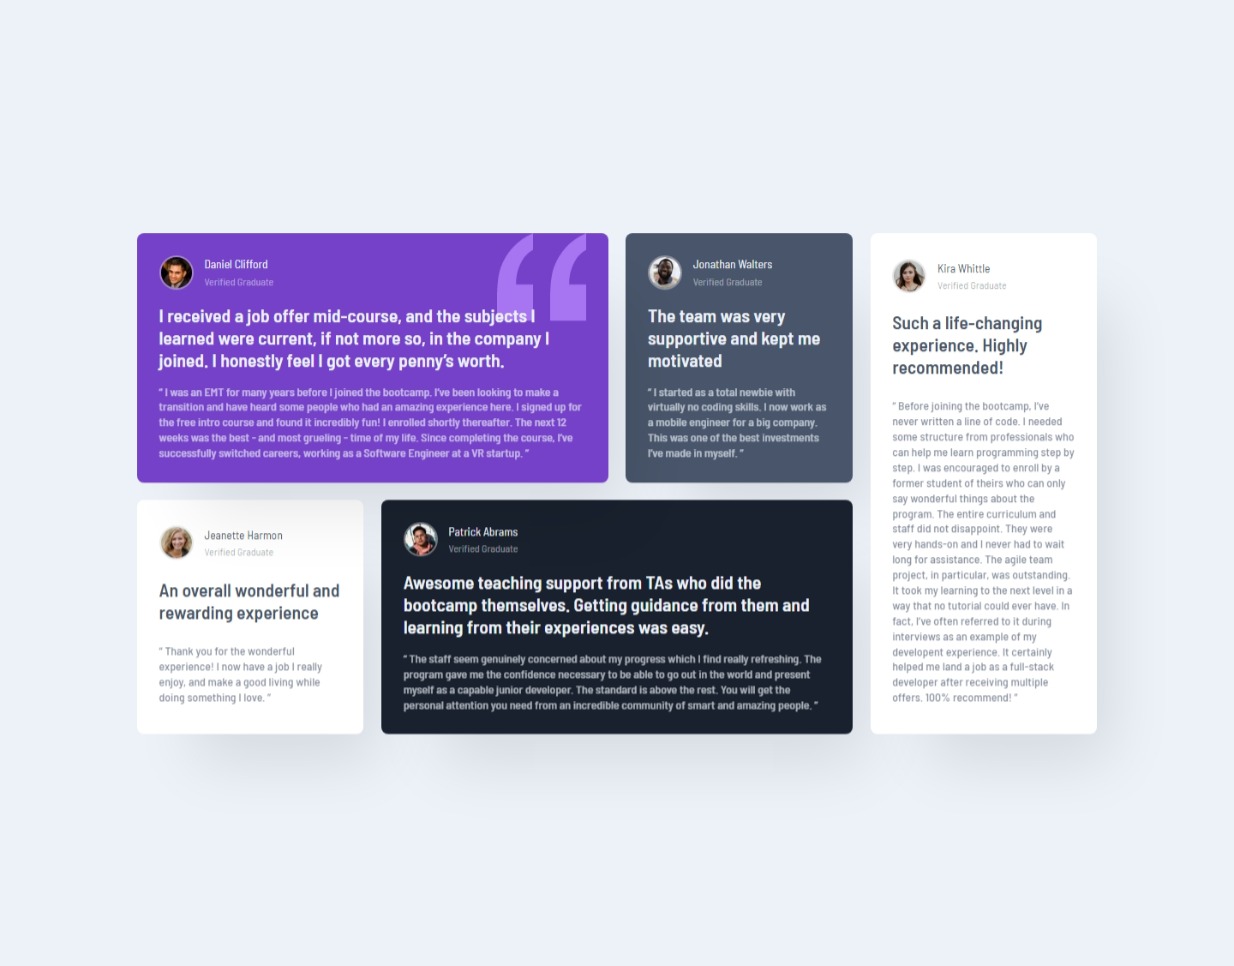 Daniel Clifford
Verified Graduate
I received a job offer mid-course, and the subjects I
learned were current, if not more so, in the company I
joined. I honestly feel I got every penny’s worth.
“ I was an EMT for many years before I joined the bootcamp. I’ve been looking to make a
transition and have heard some people who had an amazing experience here. I signed up for
the free intro course and found it incredibly fun! I enrolled shortly thereafter. The next 12
weeks was the best - and most grueling - time of my life. Since completing the course, I’ve
successfully switched careers, working as a Software Engineer at a VR startup. ”
Jonathan Walters
Verified Graduate
The team was very
supportive and kept me
motivated
“ I started as a total newbie with
virtually no coding skills. I now work as
a mobile engineer for a big company.
This was one of the best investments
I’ve made in myself. ”
Kira Whittle
Verified Graduate
Such a life-changing
experience. Highly
recommended!
“ Before joining the bootcamp, I’ve
never written a line of code. I needed
some structure from professionals who
can help me learn programming step by
step. I was encouraged to enroll by a
former student of theirs who can only
say wonderful things about the
program. The entire curriculum and
staff did not disappoint. They were
very hands-on and I never had to wait
long for assistance. The agile team
project, in particular, was outstanding.
It took my learning to the next level in a
way that no tutorial could ever have. In
fact, I’ve often referred to it during
interviews as an example of my
developent experience. It certainly
helped me land a job as a full-stack
developer after receiving multiple
offers. 100% recommend! ”
Jeanette Harmon
Verified Graduate
An overall wonderful and
rewarding experience
“ Thank you for the wonderful
experience! I now have a job I really
enjoy, and make a good living while
doing something I love. ”
Patrick Abrams
Verified Graduate
Awesome teaching support from TAs who did the
bootcamp themselves. Getting guidance from them and
learning from their experiences was easy.
“ The staff seem genuinely concerned about my progress which I find really refreshing. The
program gave me the confidence necessary to be able to go out in the world and present
myself as a capable junior developer. The standard is above the rest. You will get the
personal attention you need from an incredible community of smart and amazing people. ”